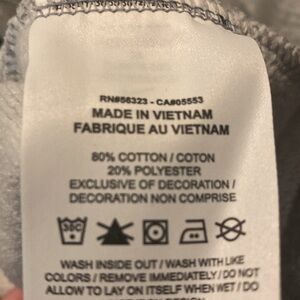 RN#56323 - CA#05553
MADE IN VIETNAM
FABRIQUE AU VIETNAM
80% COTTON / COTON
20% POLYESTER
EXCLUSIVE OF DECORATION /
DECORATION NON COMPRISE
30C
WASH INSIDE OUT / WASH WITH LIKE
COLORS / REMOVE IMMEDIATELY / DO NOT
ALLOW TO LAY ON ITSELF WHEN WET / DO